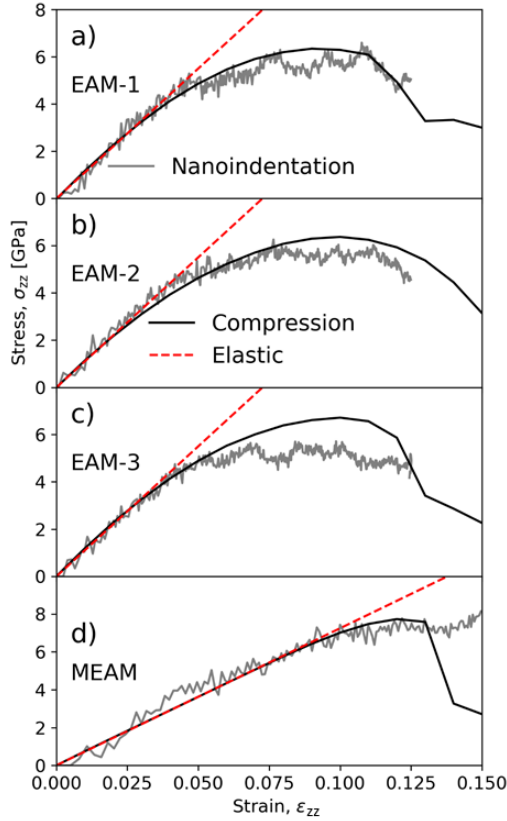 8
a)
6
EAM-1
4
2
Nanoindentation
0
b)
6
EAM-2
4
Compression
2
Elastic
0
c)
6
EAM-3
4
2
0
8
d)
6
MEAM
4
2
0
0.000 0.025 0.050 0.075 0.100 0.125 0.150
Strain, εzz
Stress, σzz [GPa]